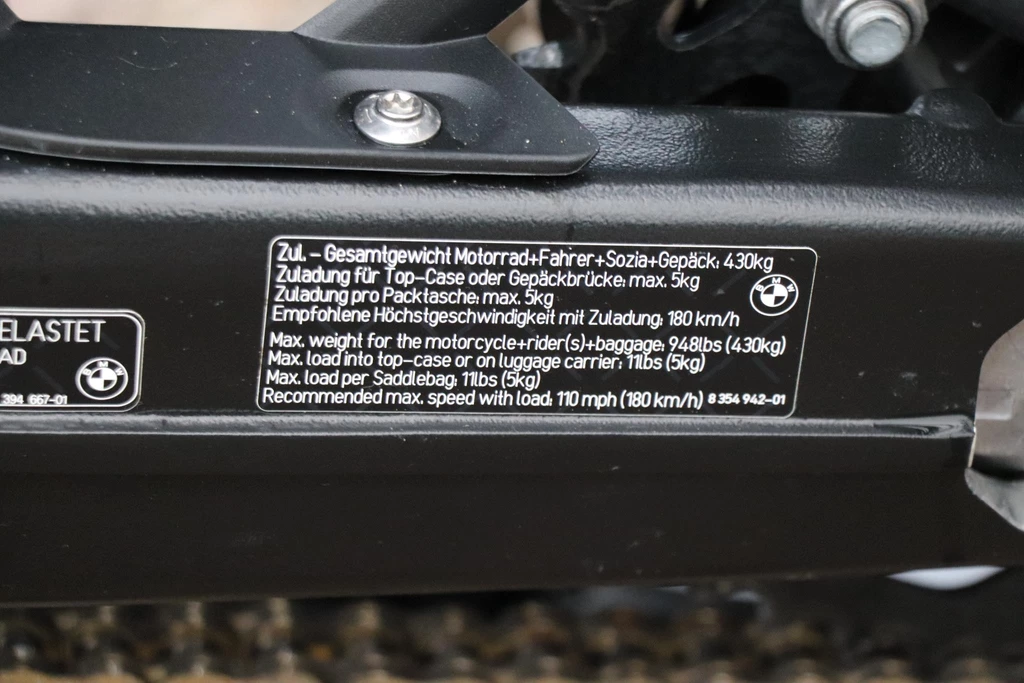 Zul. – Gesamtgewicht Motorrad+Fahrer+Sozia+Gepäck: 430kg
Zuladung für Top-Case oder Gepäckbrücke: max. 5kg
Zuladung pro Packtasche: max. 5kg
Empfohlene Höchstgeschwindigkeit mit Zuladung: 180 km/h
BMW
Max. weight for the motorcycle+rider(s)+baggage: 948lbs (430kg)
Max. load into top-case or on luggage carrier: 11lbs (5kg)
Max. load per Saddlebag: 11lbs (5kg)
Recommended max. speed with load: 110 mph (180 km/h) 8 354 942-01
ELASTET
AD
BMW
394 667-01